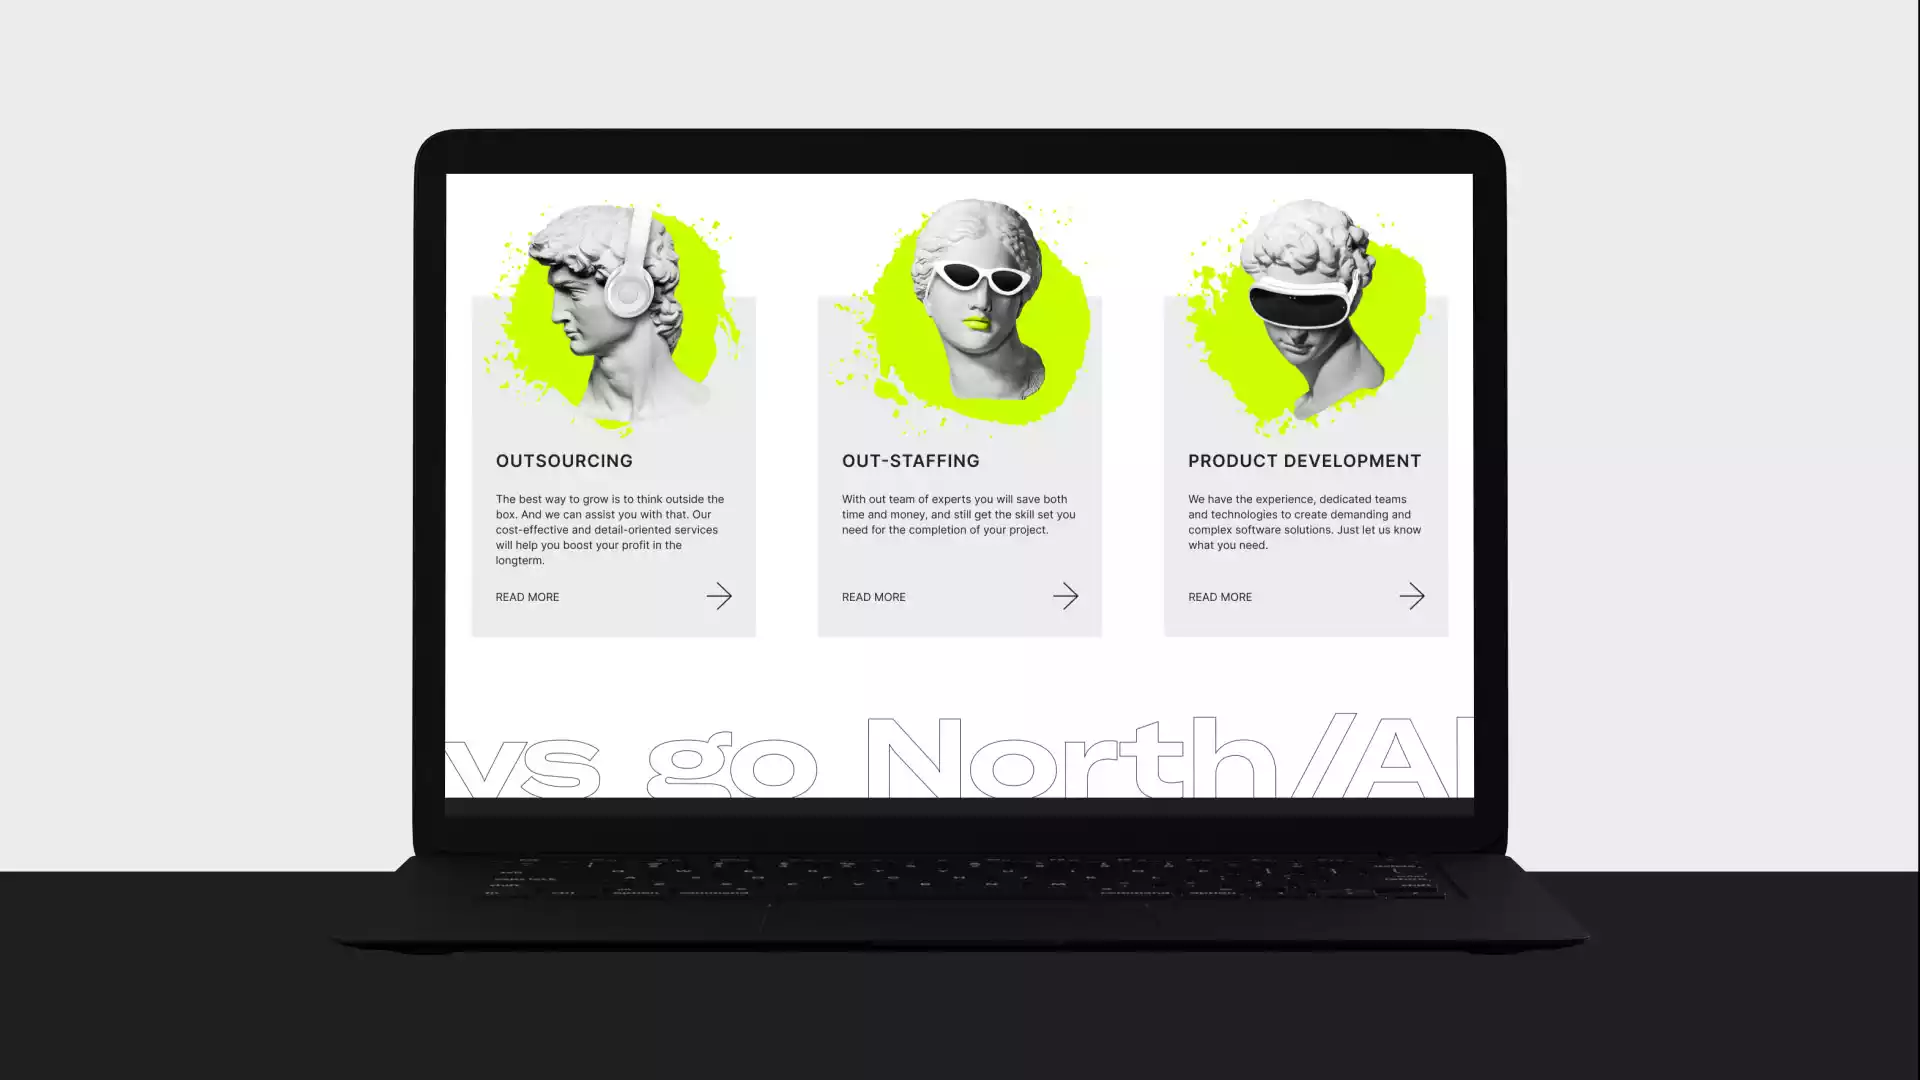 OUTSOURCING
The best way to grow is to think outside the
box. And we can assist you with that. Our
cost-effective and detail-oriented services
will help you boost your profit in the
longterm.
READ MORE
OUT-STAFFING
With out team of experts you will save both
time and money, and still get the skill set you
need for the completion of your project.
READ MORE
PRODUCT DEVELOPMENT
We have the experience, dedicated teams
and technologies to create demanding and
complex software solutions. Just let us know
what you need.
READ MORE
go North/Al